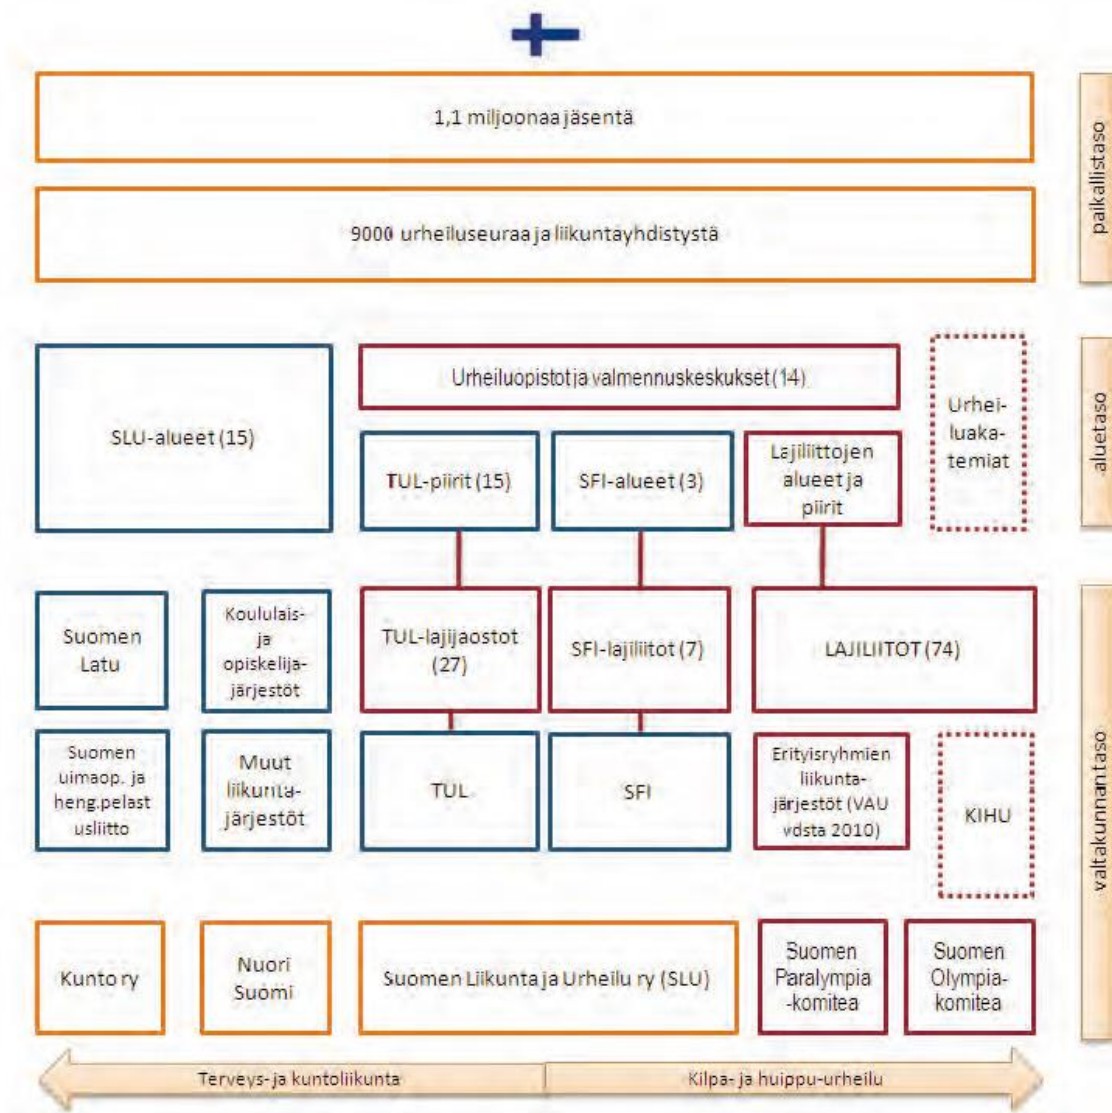 1,1 miljoonaa jäsentä
9000 urheiluseuraa ja liikuntayhdistystä
paikallistaso
SLU-alueet (15)
Urheiluopistot ja valmennuskeskukset (14)
TUL-piirit (15)
SFI-alueet (3)
Lajiliittojen
alueet ja
piirit
Urhei-
luaka-
temiat
aluetaso
Suomen
Latu
Koululais-
ja
opiskelija-
järjestöt
TUL-lajijaostot
(27)
SFI-lajiliitot (7)
LAJILIITOT (74)
Suomen
uimaop. ja
heng.pelast
usliitto
Muut
liikunta-
järjestöt
TUL
SFI
Erityisryhmien
liikunta-
järjestöt (VAU
vdsta 2010)
KIHU
valtakunnantaso
Kunto ry
Nuori
Suomi
Suomen Liikunta ja Urheilu ry (SLU)
Suomen
Paralympia
-komitea
Suomen
Olympia-
komitea
Terveys- ja kuntoliikunta
Kilpa- ja huippu-urheilu